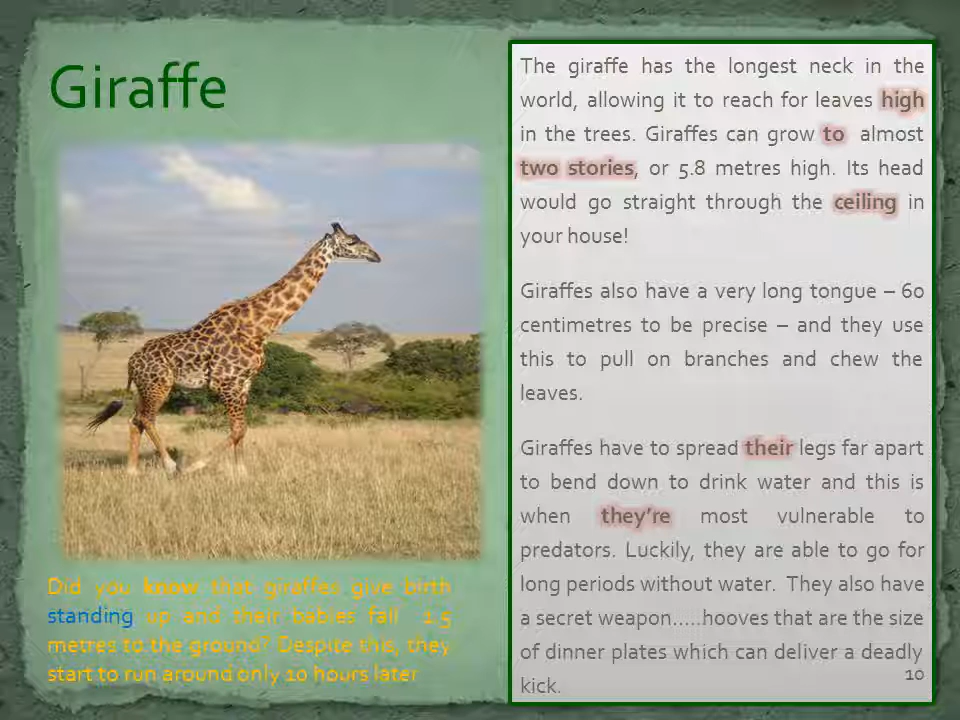 Giraffe
The giraffe has the longest neck in the
world, allowing it to reach for leaves high
in the trees. Giraffes can grow to almost
two stories, or 5.8 metres high. Its head
would go straight through the ceiling in
your house!
Giraffes also have a very long tongue – 60
centimetres to be precise – and they use
this to pull on branches and chew the
leaves.
Giraffes have to spread their legs far apart
to bend down to drink water and this is
when they’re most vulnerable to
predators. Luckily, they are able to go for
long periods without water. They also have
a secret weapon.....hooves that are the size
of dinner plates which can deliver a deadly
kick.
Did you know that giraffes give birth
standing up and their babies fall 1.5
metres to the ground? Despite this, they
start to run around only 10 hours later
10